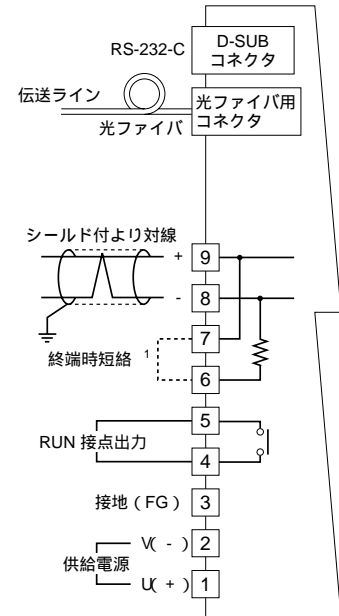 RS-232-C
D-SUB
コネクタ
伝送ライン
光ファイバ
光ファイバ用
コネクタ
シールド付より対線
+ 9
- 8
7
終端時短絡 1
6
5
RUN 接点出力
4
接地（FG） 3
V( - ) 2
供給電源
U( + ) 1